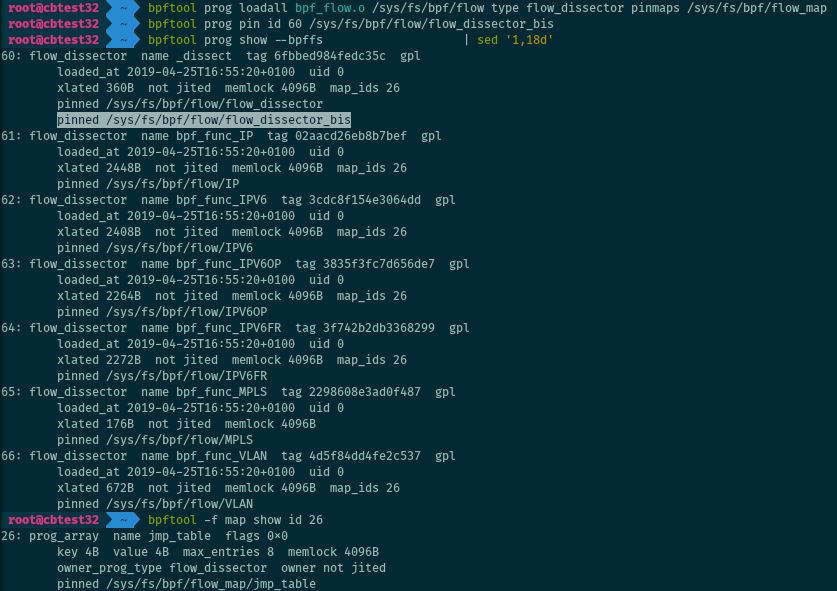 root@cbtest32 ~ bpftool prog loadall bpf_flow.o /sys/fs/bpf/flow type flow_dissector pinmaps /sys/fs/bpf/flow_map
root@cbtest32 ~ bpftool prog pin id 60 /sys/fs/bpf/flow/flow_dissector_bis
root@cbtest32 ~ bpftool prog show --bpffs | sed '1,18d'
60: flow_dissector name _dissect tag 6fbbed984fedc35c gpl
loaded_at 2019-04-25T16:55:20+0100 uid 0
xlated 360B not jited memlock 4096B map_ids 26
pinned /sys/fs/bpf/flow/flow_dissector
pinned /sys/fs/bpf/flow/flow_dissector_bis
61: flow_dissector name bpf_func_IP tag 02aacd26eb8b7bef gpl
loaded_at 2019-04-25T16:55:20+0100 uid 0
xlated 2448B not jited memlock 4096B map_ids 26
pinned /sys/fs/bpf/flow/IP
62: flow_dissector name bpf_func_IPV6 tag 3cdc8f154e3064dd gpl
loaded_at 2019-04-25T16:55:20+0100 uid 0
xlated 2408B not jited memlock 4096B map_ids 26
pinned /sys/fs/bpf/flow/IPV6
63: flow_dissector name bpf_func_IPV6OP tag 3835f3fc7d656de7 gpl
loaded_at 2019-04-25T16:55:20+0100 uid 0
xlated 2264B not jited memlock 4096B map_ids 26
pinned /sys/fs/bpf/flow/IPV6OP
64: flow_dissector name bpf_func_IPV6FR tag 3f742b2db3368299 gpl
loaded_at 2019-04-25T16:55:20+0100 uid 0
xlated 2272B not jited memlock 4096B map_ids 26
pinned /sys/fs/bpf/flow/IPV6FR
65: flow_dissector name bpf_func_MPLS tag 2298608e3ad0f487 gpl
loaded_at 2019-04-25T16:55:20+0100 uid 0
xlated 176B not jited memlock 4096B
pinned /sys/fs/bpf/flow/MPLS
66: flow_dissector name bpf_func_VLAN tag 4d5f84dd4fe2c537 gpl
loaded_at 2019-04-25T16:55:20+0100 uid 0
xlated 672B not jited memlock 4096B map_ids 26
pinned /sys/fs/bpf/flow/VLAN
root@cbtest32 ~ bpftool -f map show id 26
26: prog_array name jmp_table flags 0×0
key 4B value 4B max_entries 8 memlock 4096B
owner_prog_type flow_dissector owner not jited
pinned /sys/fs/bpf/flow_map/jmp_table